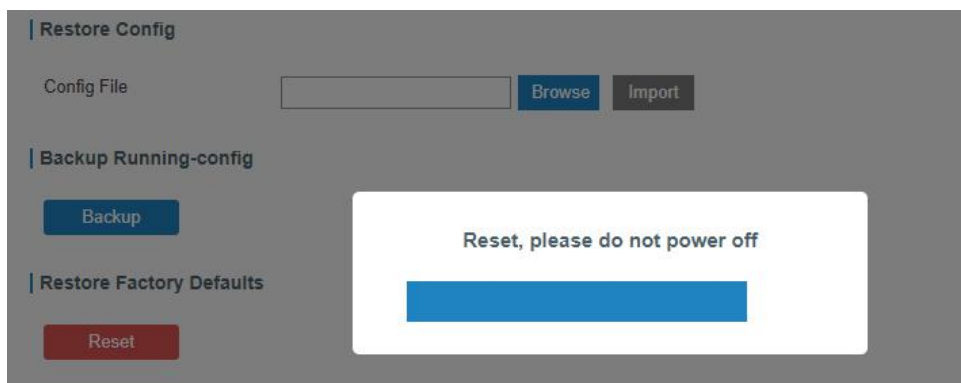 Restore Config
Config File
Browse
Import
Backup Running-config
Backup
Reset, please do not power off
Restore Factory Defaults
Reset